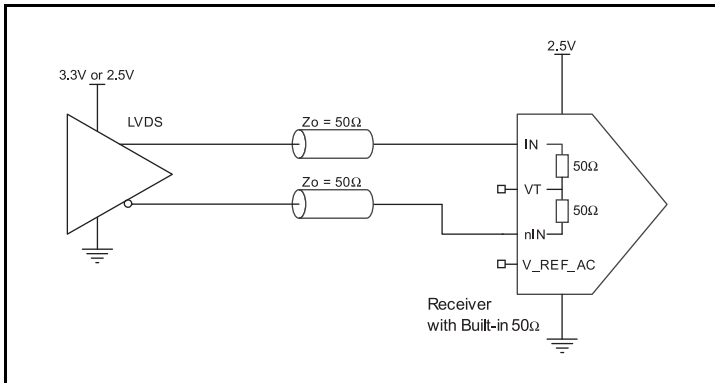 3.3V or 2.5V
LVDS
Zo = 50Ω
Zo = 50Ω
2.5V
IN
50Ω
VT
50Ω
nIN
V_REF_AC
Receiver
with Built-in 50Ω